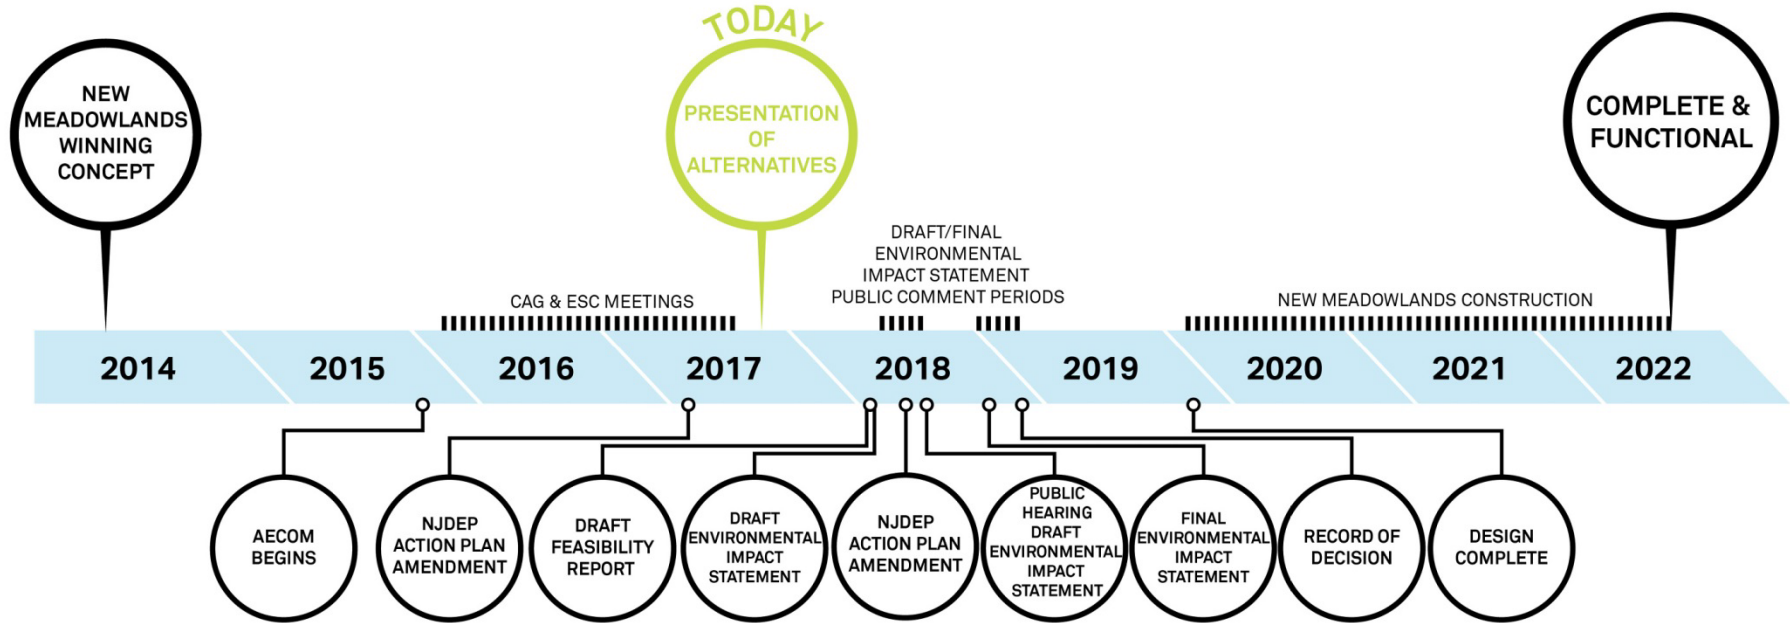 TODAY
NEW
MEADOWLANDS
WINNING
CONCEPT
PRESENTATION
OF
ALTERNATIVES
COMPLETE &
FUNCTIONAL
CAG & ESC MEETINGS
DRAFT/FINAL
ENVIRONMENTAL
IMPACT STATEMENT
PUBLIC COMMENT PERIODS
NEW MEADOWLANDS CONSTRUCTION
2014
2015
2016
2017
2018
2019
2020
2021
2022
AECOM
BEGINS
NJDEP
ACTION PLAN
AMENDMENT
DRAFT
FEASIBILITY
REPORT
DRAFT
ENVIRONMENTAL
IMPACT
STATEMENT
NJDEP
ACTION PLAN
AMENDMENT
PUBLIC
HEARING
DRAFT
ENVIRONMENTAL
IMPACT
STATEMENT
FINAL
ENVIRONMENTAL
IMPACT
STATEMENT
RECORD OF
DECISION
DESIGN
COMPLETE